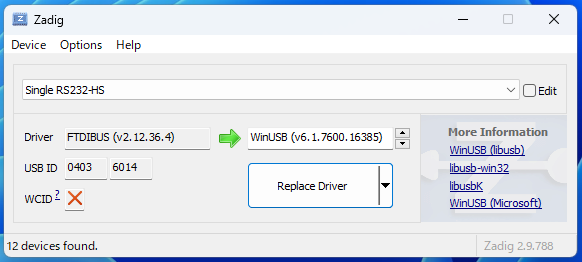 Zadig
Device Options Help
Single RS232-HS Edit
Driver FTDIBUS (v2.12.36.4) WinUSB (v6.1.7600.16385)
More Information
WinUSB (libusb)
USB ID 0403 6014
libusb-win32
Replace Driver
libusbK
WCID ?
WinUSB (Microsoft)
12 devices found. Zadig 2.9.788